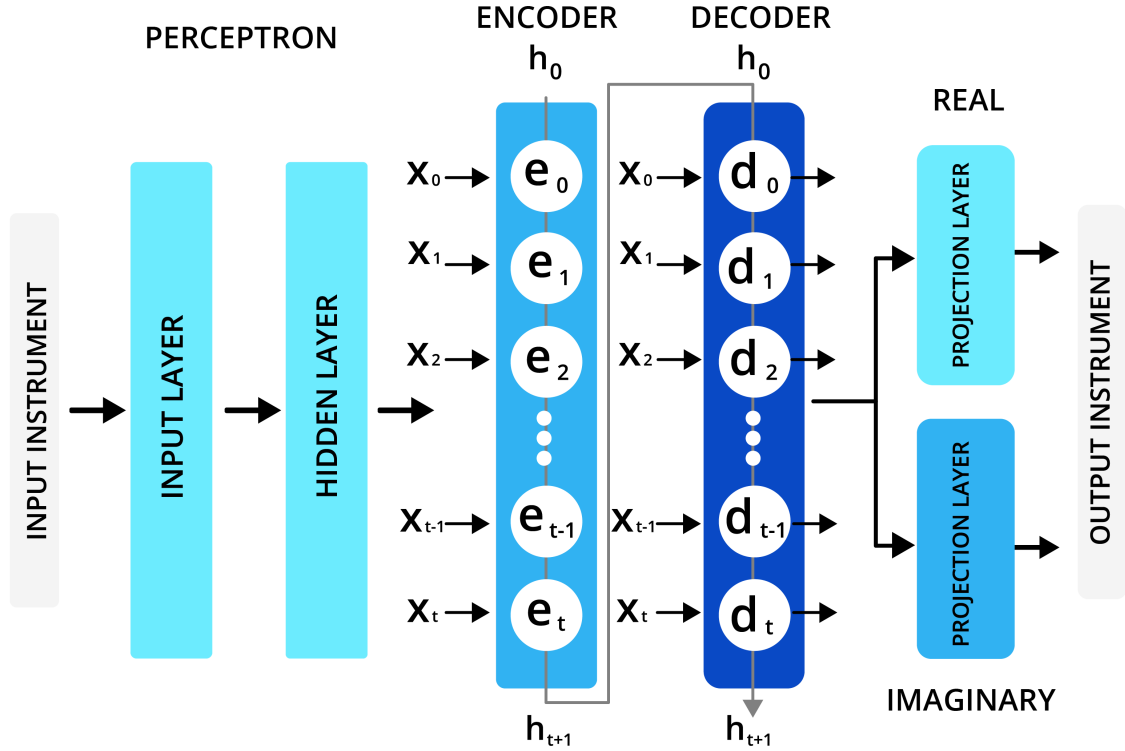 PERCEPTRON
ENCODER
DECODER
h0
h0
REAL
INPUT INSTRUMENT
INPUT LAYER
HIDDEN LAYER
x0
e0
x0
d0
x1
e1
x1
d1
x2
e2
x2
d2
xt-1
et-1
xt-1
dt-1
xt
et
xt
dt
ht+1
ht+1
PROJECTION LAYER
PROJECTION LAYER
IMAGINARY
OUTPUT INSTRUMENT